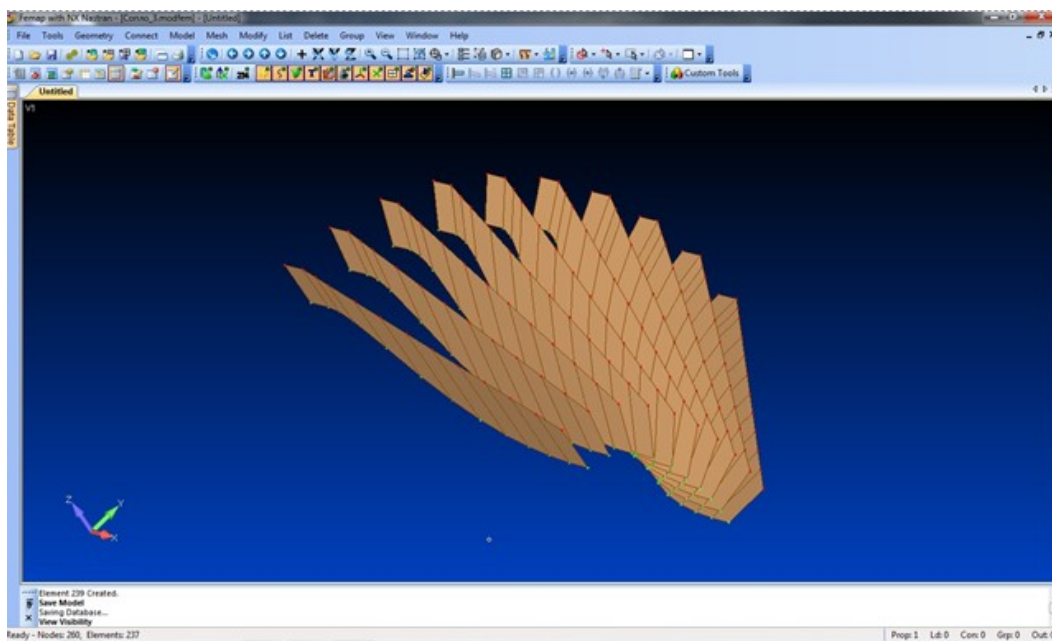 Femap with NX Nastran - [Сопло_3.modfem] - [Untitled]
File Tools Geometry Connect Model Mesh Modify List Delete Group View Window Help
Custom Tools
Untitled
V1
Data Table
Z
Y
X
Element 239 Created.
Save Model
Saving Database...
View Visibility
Ready - Nodes: 260, Elements: 237
Prop:1 Ld:0 Con:0 Grp:0 Out: